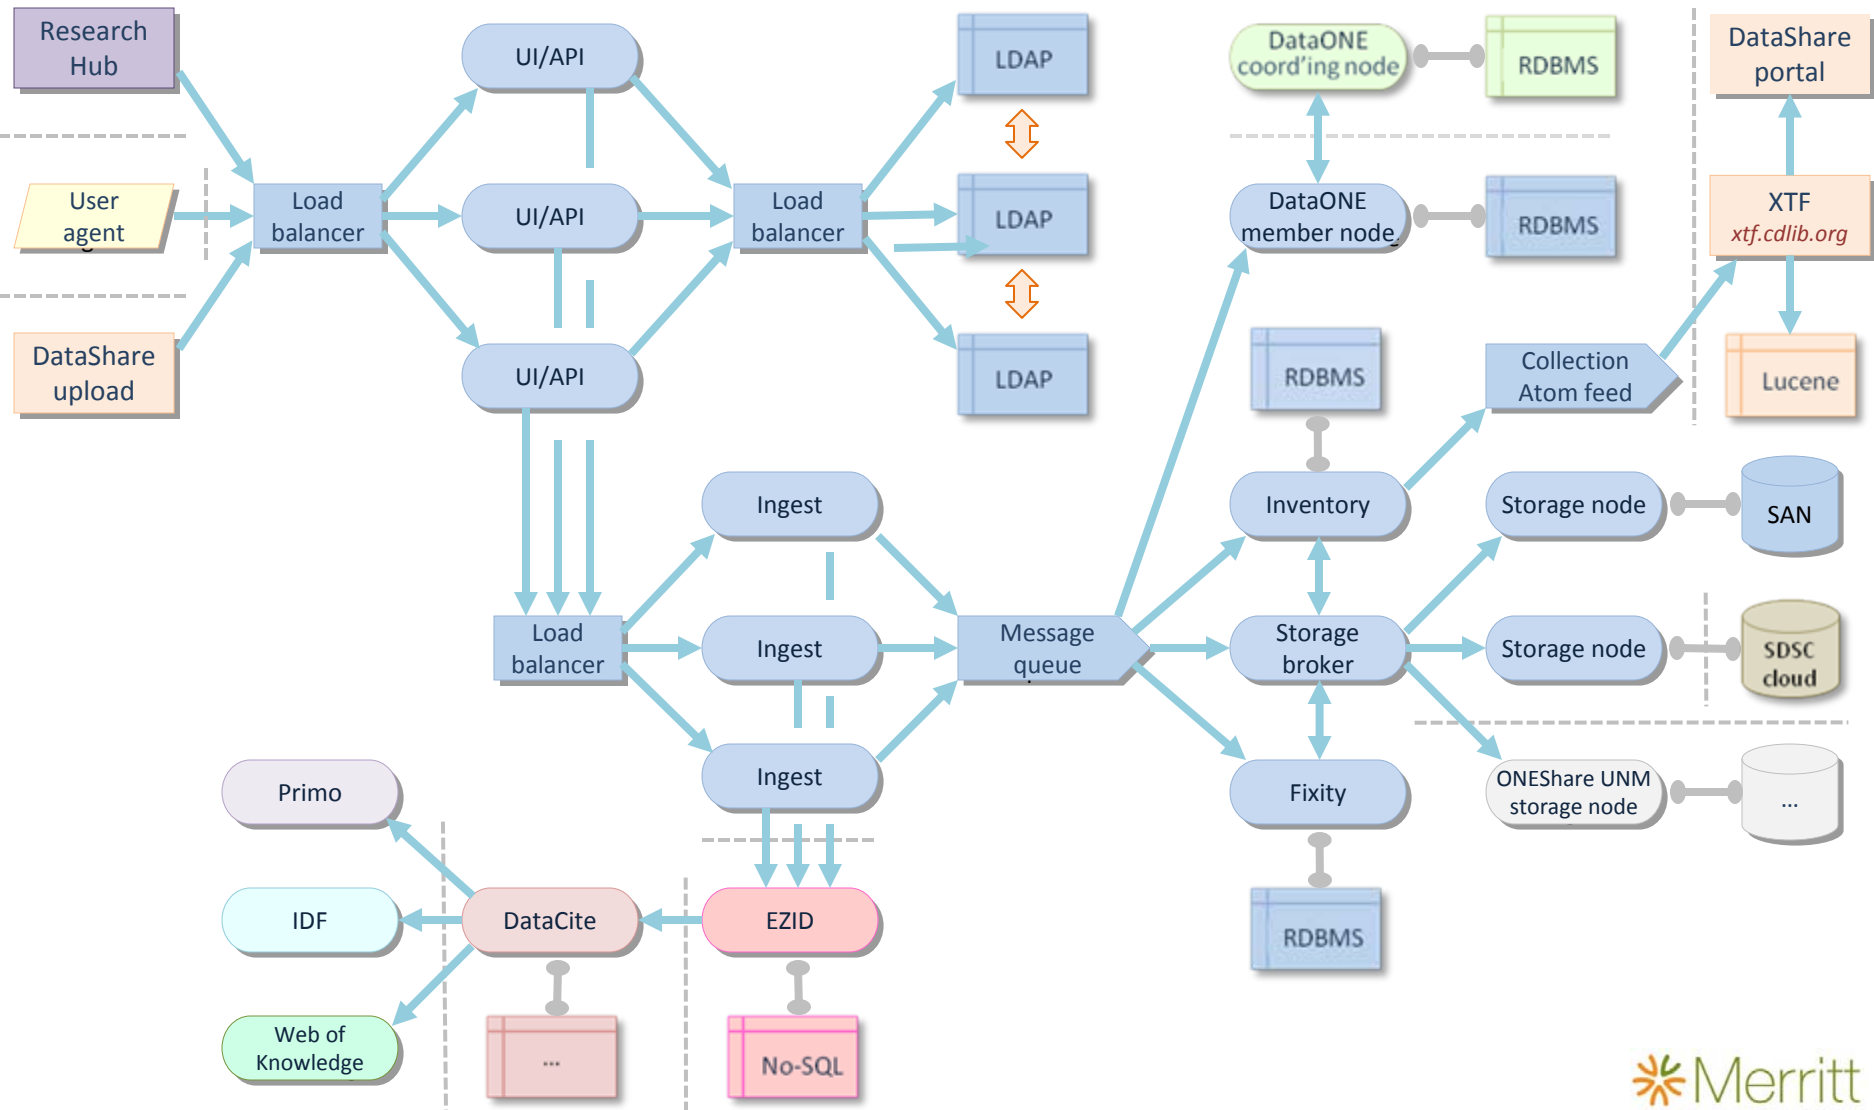 Research
Hub
UI/API
LDAP
DataONE
coord'ing node
RDBMS
DataShare
portal
User
agent
Load
balancer
UI/API
Load
balancer
LDAP
DataONE
member node
RDBMS
XTF
xtf.cdlib.org
DataShare
upload
UI/API
LDAP
RDBMS
Collection
Atom feed
Lucene
Ingest
Inventory
Storage node
SAN
Load
balancer
Ingest
Message
queue
Storage
broker
Storage node
SDSC
cloud
Primo
Ingest
Fixity
ONEShare UNM
storage node
...
IDF
DataCite
EZID
RDBMS
Web of
Knowledge
...
No-SQL
Merritt